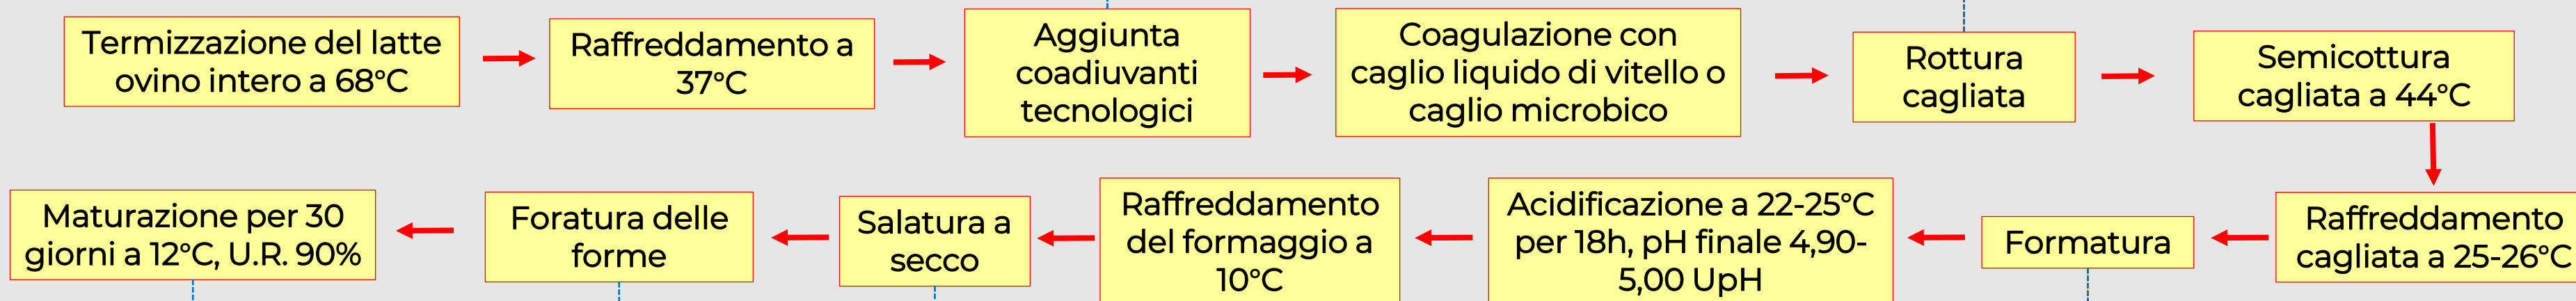 Termizzazione del latte
ovino intero a 68°C
Raffreddamento a
37°C
Aggiunta
coadiuvanti
tecnologici
Coagulazione con
caglio liquido di vitello o
caglio microbico
Rottura
cagliata
Semicottura
cagliata a 44°C
Raffreddamento
cagliata a 25-26°C
Formatura
Acidificazione a 22-25°C
per 18h, pH finale 4,90-
5,00 UpH
Raffreddamento
del formaggio a
10°C
Salatura a
secco
Foratura delle
forme
Maturazione per 30
giorni a 12°C, U.R. 90%